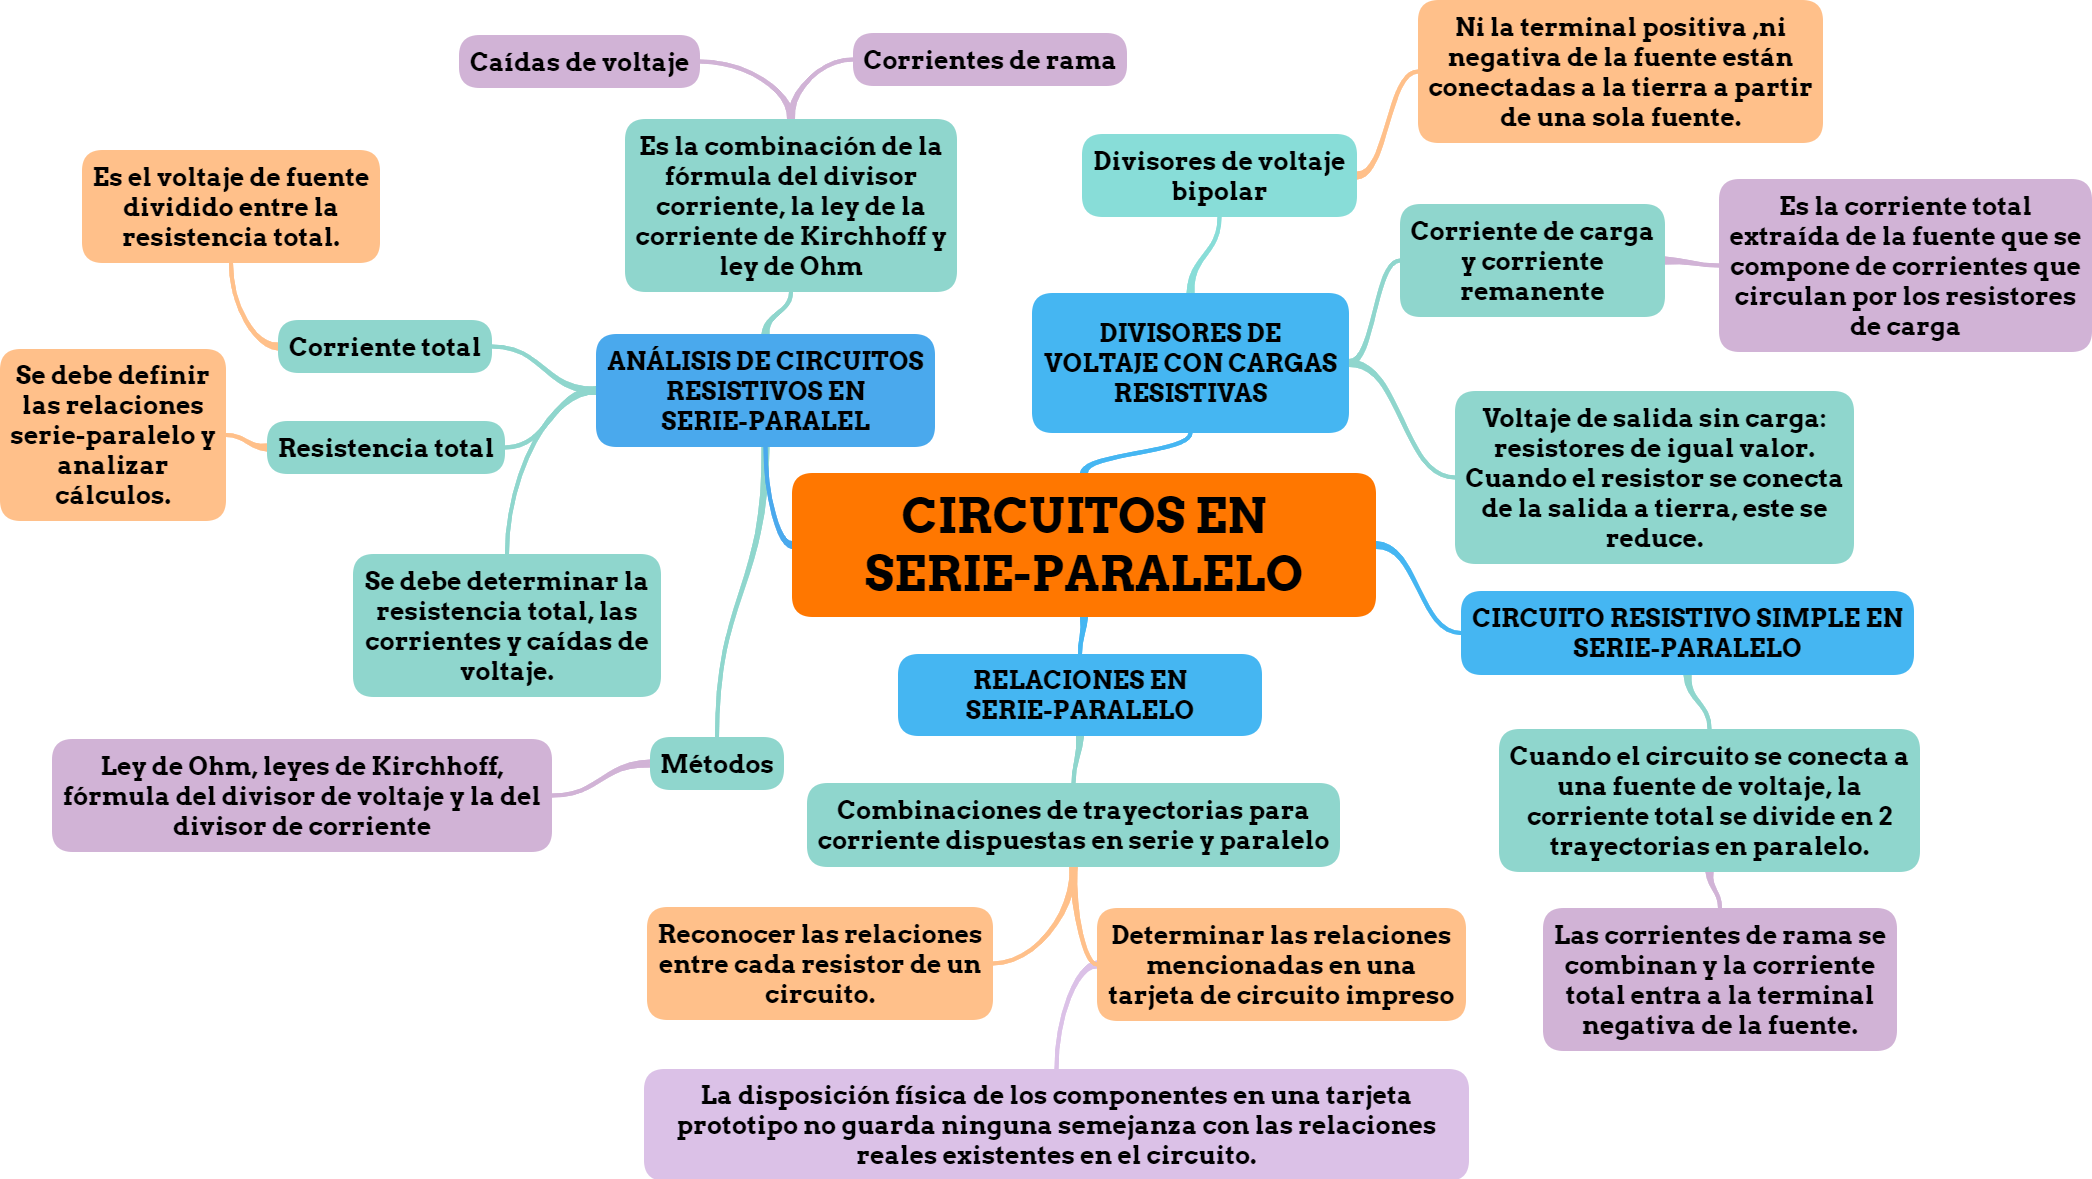 CIRCUITOS EN
SERIE-PARALELO
ANÁLISIS DE CIRCUITOS
RESISTIVOS EN
SERIE-PARALEL
Es la combinación de la
fórmula del divisor
corriente, la ley de la
corriente de Kirchhoff y
ley de Ohm
Caídas de voltaje
Corrientes de rama
Corriente total
Es el voltaje de fuente
dividido entre la
resistencia total.
Resistencia total
Se debe definir
las relaciones
serie-paralelo y
analizar
cálculos.
Se debe determinar la
resistencia total, las
corrientes y caídas de
voltaje.
Métodos
Ley de Ohm, leyes de Kirchhoff,
fórmula del divisor de voltaje y la del
divisor de corriente
DIVISORES DE
VOLTAJE CON CARGAS
RESISTIVAS
Divisores de voltaje
bipolar
Ni la terminal positiva ,ni
negativa de la fuente están
conectadas a la tierra a partir
de una sola fuente.
Corriente de carga
y corriente
remanente
Es la corriente total
extraída de la fuente que se
compone de corrientes que
circulan por los resistores
de carga
Voltaje de salida sin carga:
resistores de igual valor.
Cuando el resistor se conecta
de la salida a tierra, este se
reduce.
CIRCUITO RESISTIVO SIMPLE EN
SERIE-PARALELO
Cuando el circuito se conecta a
una fuente de voltaje, la
corriente total se divide en 2
trayectorias en paralelo.
Las corrientes de rama se
combinan y la corriente
total entra a la terminal
negativa de la fuente.
RELACIONES EN
SERIE-PARALELO
Combinaciones de trayectorias para
corriente dispuestas en serie y paralelo
Reconocer las relaciones
entre cada resistor de un
circuito.
Determinar las relaciones
mencionadas en una
tarjeta de circuito impreso
La disposición física de los componentes en una tarjeta
prototipo no guarda ninguna semejanza con las relaciones
reales existentes en el circuito.